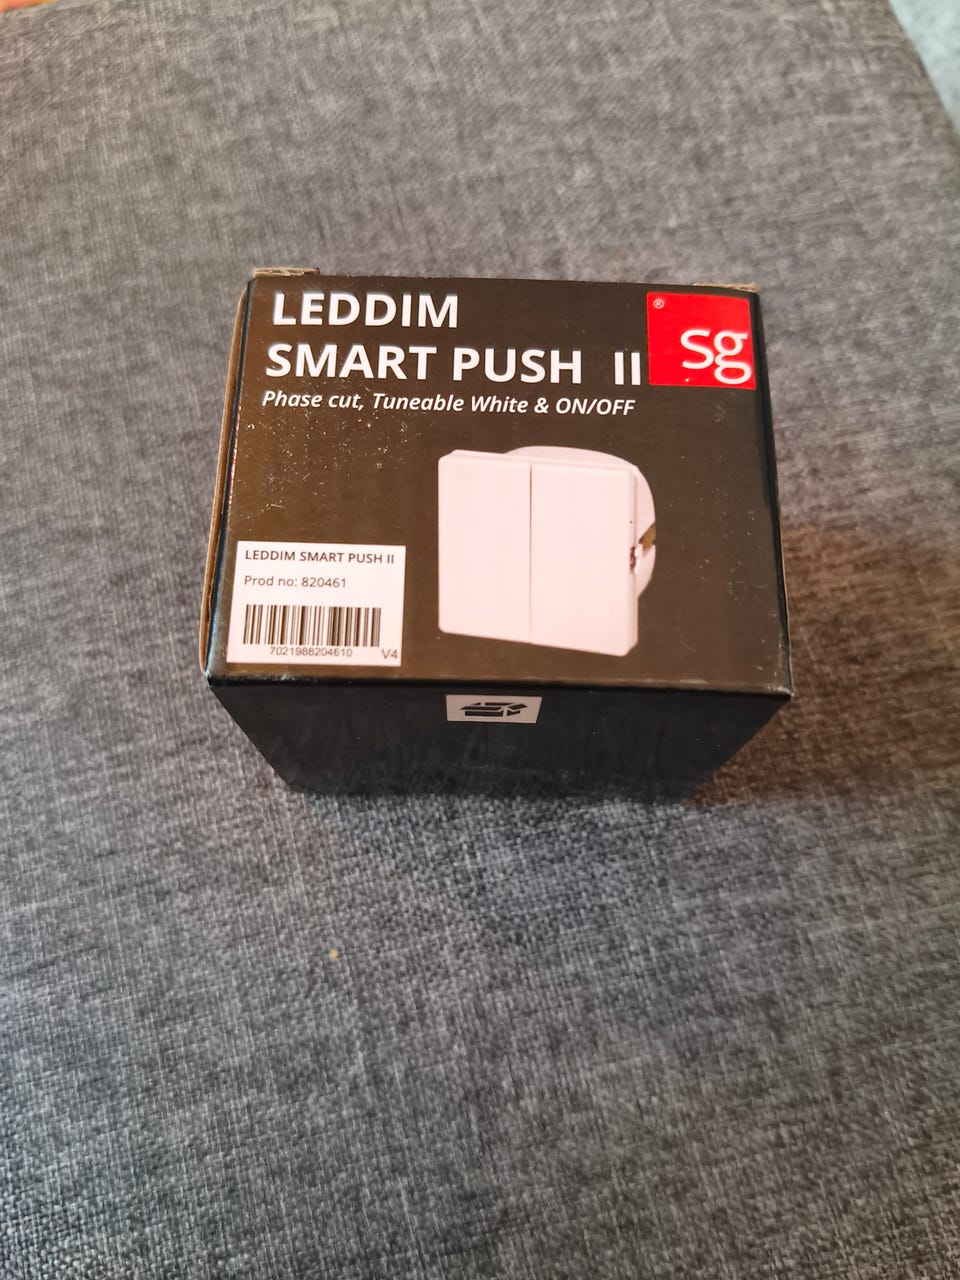 LEDDIM
SMART PUSH II
® sg
Phase cut, Tuneable White & ON/OFF
LEDDIM SMART PUSH II
Prod no: 820461
7021988204610 V4